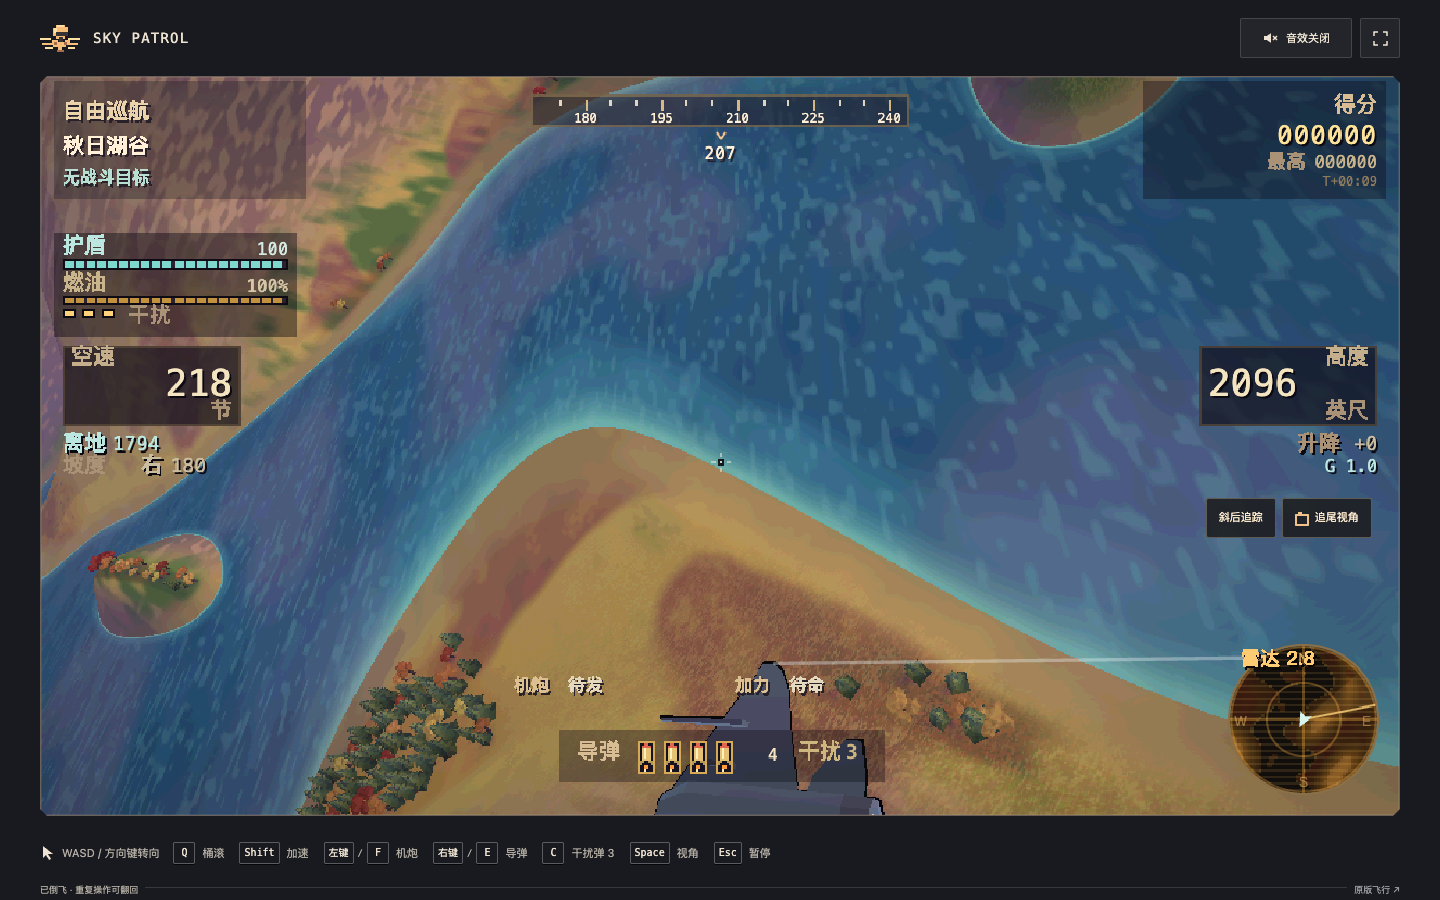 SKY PATROL
音效关闭
自由巡航
秋日湖谷
无战斗目标
180 195 210 225 240
207
得分
000000
最高 000000
T+00:09
护盾 100
燃油 100%
干扰
空速
218
节
离地 1794
坡度 右 180
高度
2096
英尺
升降 +0
G 1.0
斜后追踪
追尾视角
雷达 2.8
N
W E
S
机炮 待发
加力 待命
导弹 4 干扰 3
WASD / 方向键转向 Q 桶滚 Shift 加速 左键 / F 机炮 右键 / E 导弹 C 干扰弹 3 Space 视角 Esc 暂停
已倒飞 · 重复操作可翻回
原版飞行 ↗